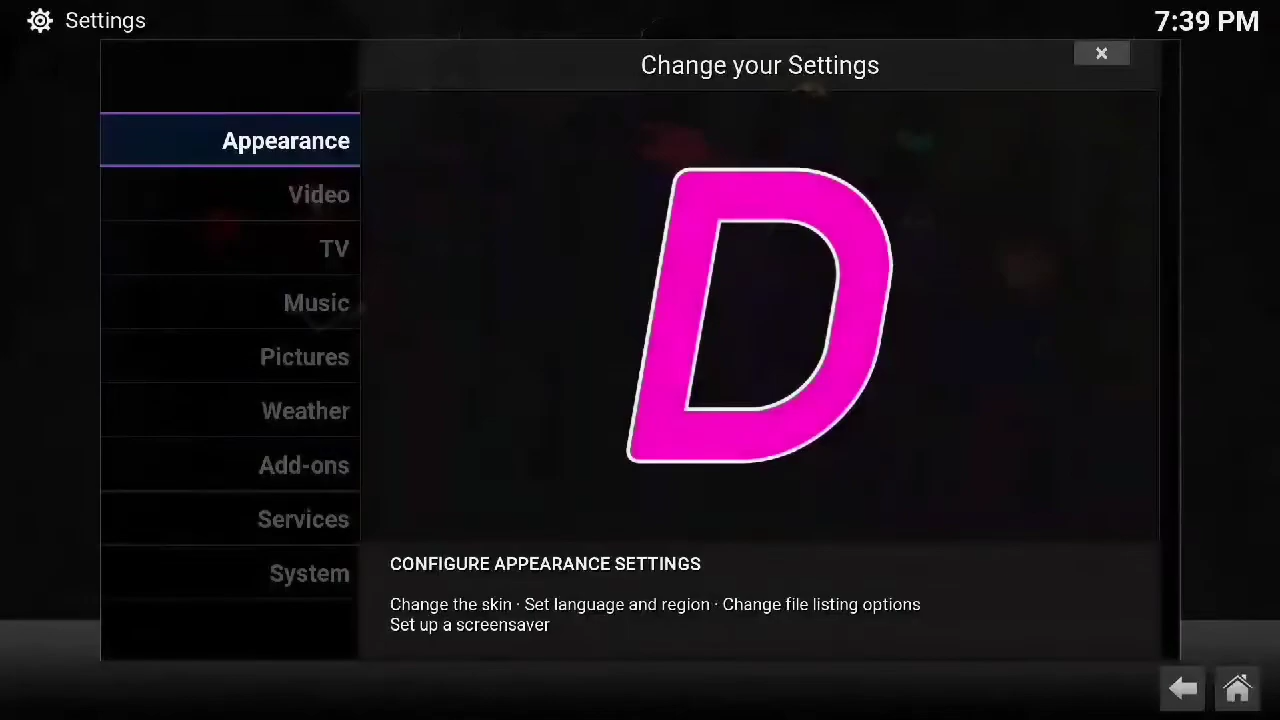 Settings
7:39 PM
Change your Settings
Appearance
Video
TV
Music
Pictures
Weather
Add-ons
Services
System
D
CONFIGURE APPEARANCE SETTINGS
Change the skin · Set language and region · Change file listing options
Set up a screensaver